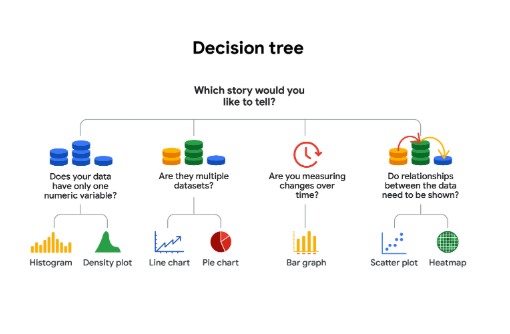 Decision tree
Which story would you
like to tell?
Does your data
have only one
numeric variable?
Are they multiple
datasets?
Are you measuring
changes over
time?
Do relationships
between the data
need to be shown?
Histogram
Density plot
Line chart
Pie chart
Bar graph
Scatter plot
Heatmap